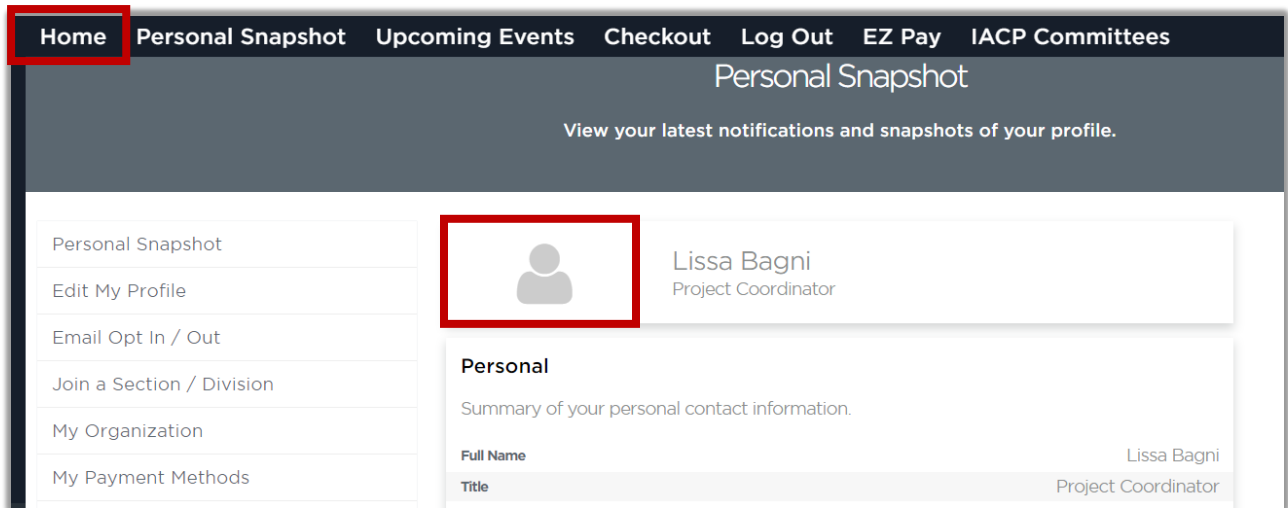 Home Personal Snapshot Upcoming Events Checkout Log Out EZ Pay IACP Committees
Personal Snapshot
View your latest notifications and snapshots of your profile.
Personal Snapshot
Edit My Profile
Email Opt In / Out
Join a Section / Division
My Organization
My Payment Methods
Lissa Bagni
Project Coordinator
Personal
Summary of your personal contact information.
Full Name Lissa Bagni
Title Project Coordinator